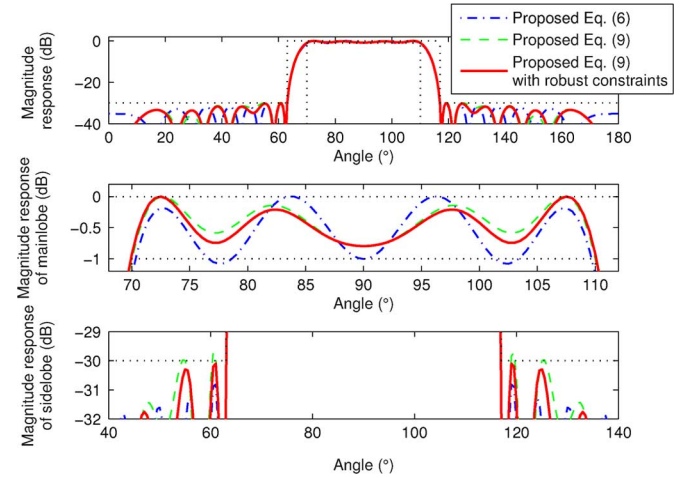 Proposed Eq. (6)
Proposed Eq. (9)
Proposed Eq. (9)
with robust constraints
Magnitude
response (dB)
0
−20
−40
0 20 40 60 80 100 120 140 160 180
Angle (°)
Magnitude response
of mainlobe (dB)
0
−0.5
−1
70 75 80 85 90 95 100 105 110
Angle (°)
Magnitude response
of sidelobe (dB)
−29
−30
−31
−32
40 60 80 100 120 140
Angle (°)